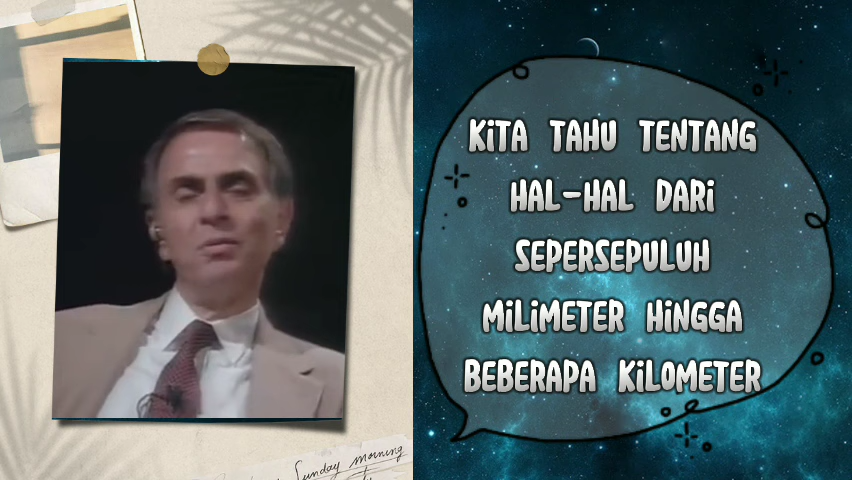 KITA TAHU TENTANG
HAL-HAL DARI
SEPERSEPULUH
MILIMETER HINGGA
BEBERAPA KILOMETER
Sunday morning